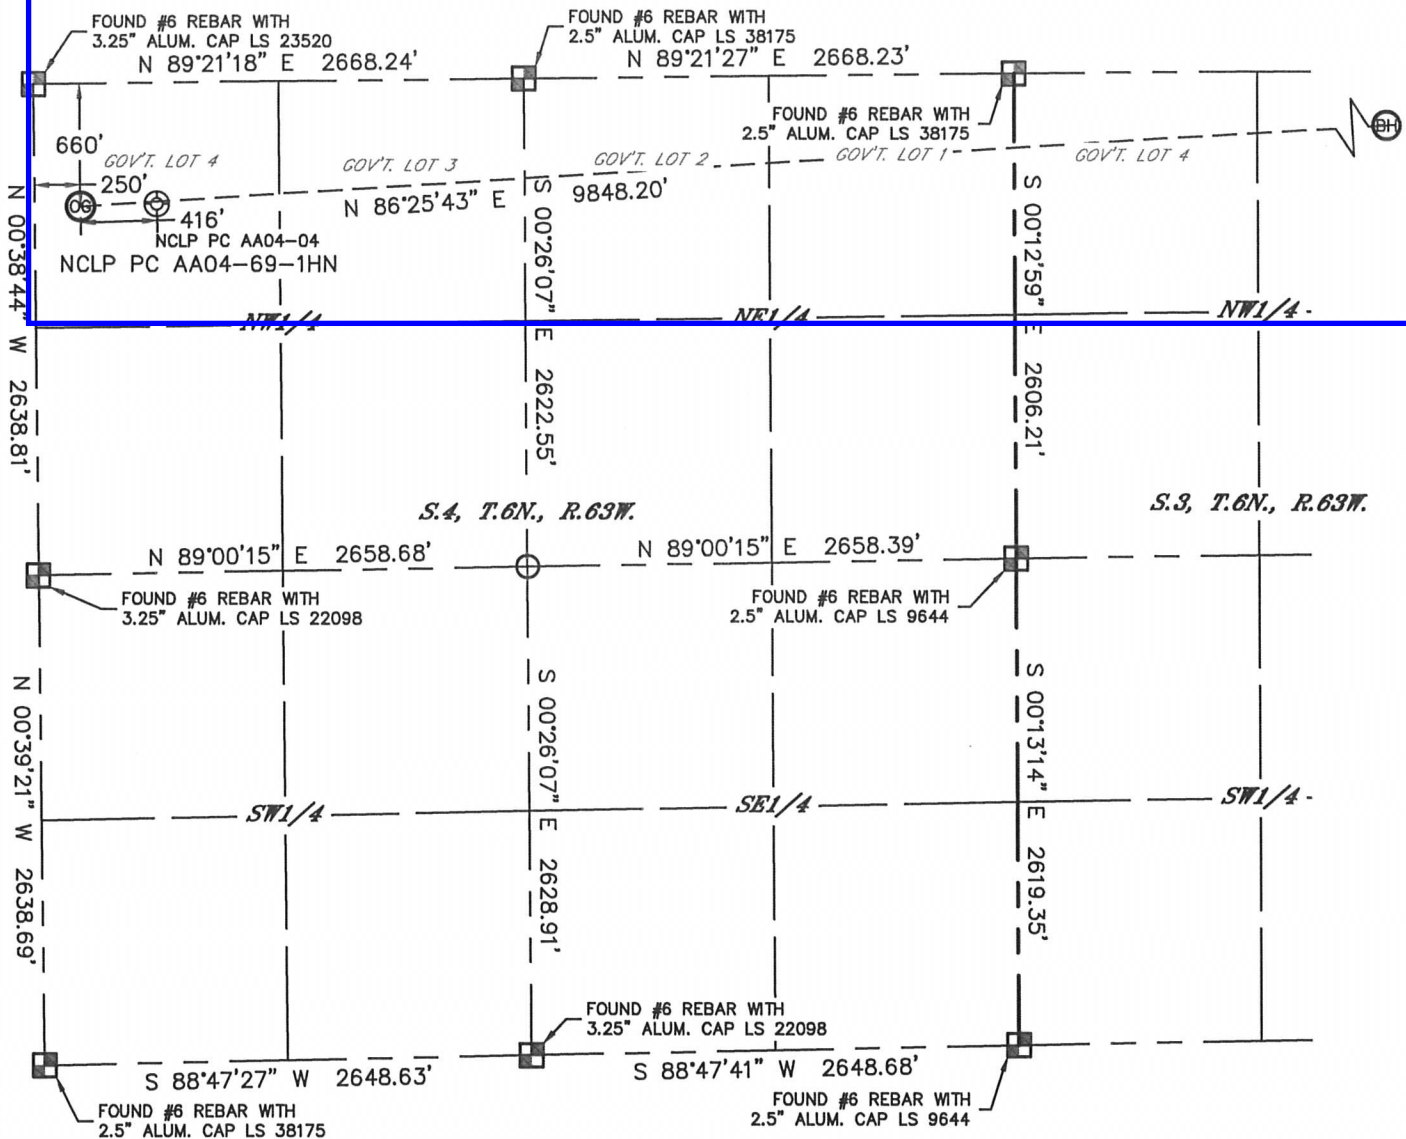 FOUND #6 REBAR WITH
3.25" ALUM. CAP LS 23520
FOUND #6 REBAR WITH
2.5" ALUM. CAP LS 38175
N 89°21'18" E 2668.24'
N 89°21'27" E 2668.23'
FOUND #6 REBAR WITH
2.5" ALUM. CAP LS 38175
BH
660'
GOV'T. LOT 4
GOV'T. LOT 3
GOV'T. LOT 2
GOV'T. LOT 1
GOV'T. LOT 4
250'
OG
N 86°25'43" E 9848.20'
416'
NCLP PC AA04-04
NCLP PC AA04-69-1HN
N 00°38'44" W 2638.81'
S 00°26'07" E 2622.55'
S 00°12'59" E 2606.21'
NW1/4
NE1/4
NW1/4
S.4, T.6N., R.63W.
S.3, T.6N., R.63W.
N 89°00'15" E 2658.68'
N 89°00'15" E 2658.39'
FOUND #6 REBAR WITH
3.25" ALUM. CAP LS 22098
FOUND #6 REBAR WITH
2.5" ALUM. CAP LS 9644
N 00°39'21" W 2638.69'
S 00°26'07" E 2628.91'
S 00°13'14" E 2619.35'
SW1/4
SE1/4
SW1/4
FOUND #6 REBAR WITH
3.25" ALUM. CAP LS 22098
S 88°47'27" W 2648.63'
S 88°47'41" W 2648.68'
FOUND #6 REBAR WITH
2.5" ALUM. CAP LS 38175
FOUND #6 REBAR WITH
2.5" ALUM. CAP LS 9644